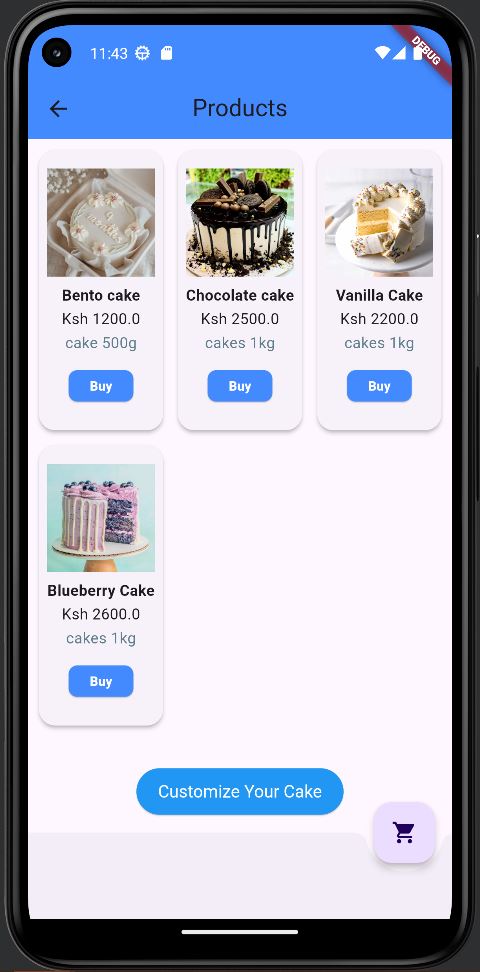 11:43
DEBUG
Products
Bento cake
Ksh 1200.0
cake 500g
Buy
Chocolate cake
Ksh 2500.0
cakes 1kg
Buy
Vanilla Cake
Ksh 2200.0
cakes 1kg
Buy
Blueberry Cake
Ksh 2600.0
cakes 1kg
Buy
Customize Your Cake